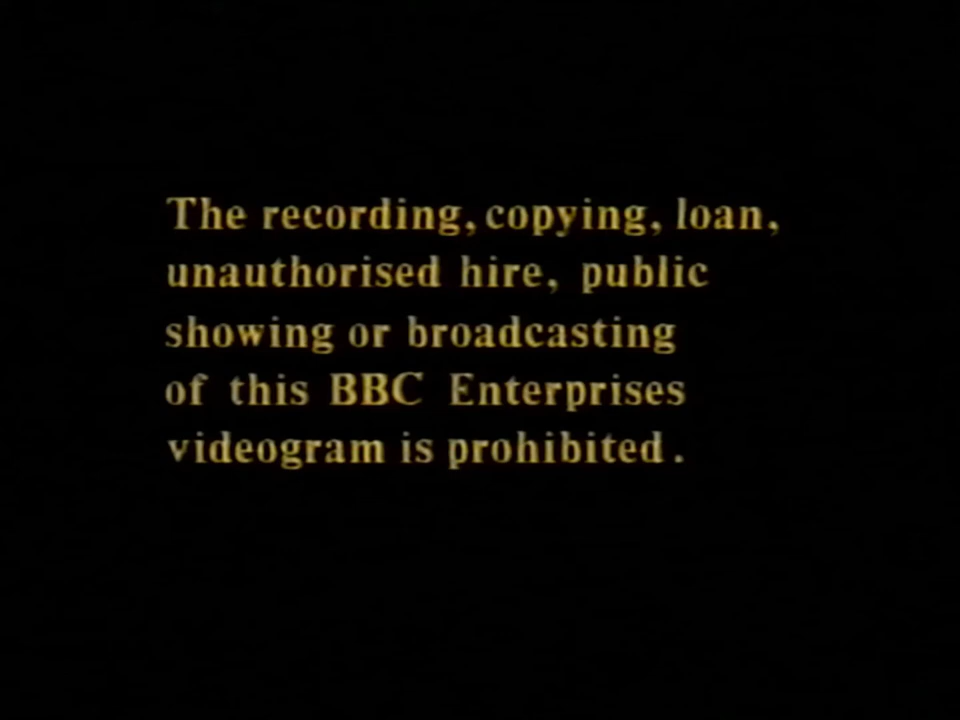 The recording, copying, loan,
unauthorised hire, public
showing or broadcasting
of this BBC Enterprises
videogram is prohibited.